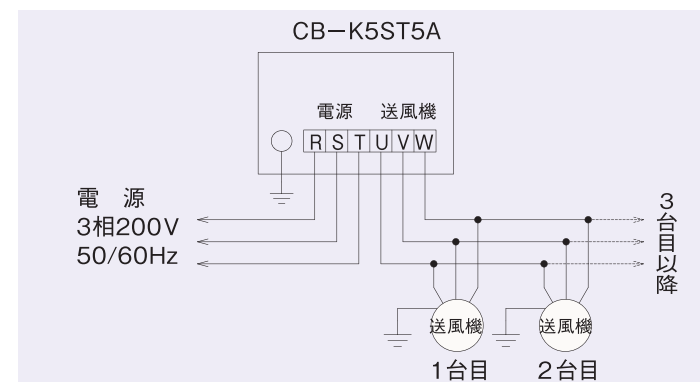 CB－K5ST5A
電源 送風機
R S T U V W
電 源
3相200V
50/60Hz
3台目以降
送風機 送風機
1台目 2台目